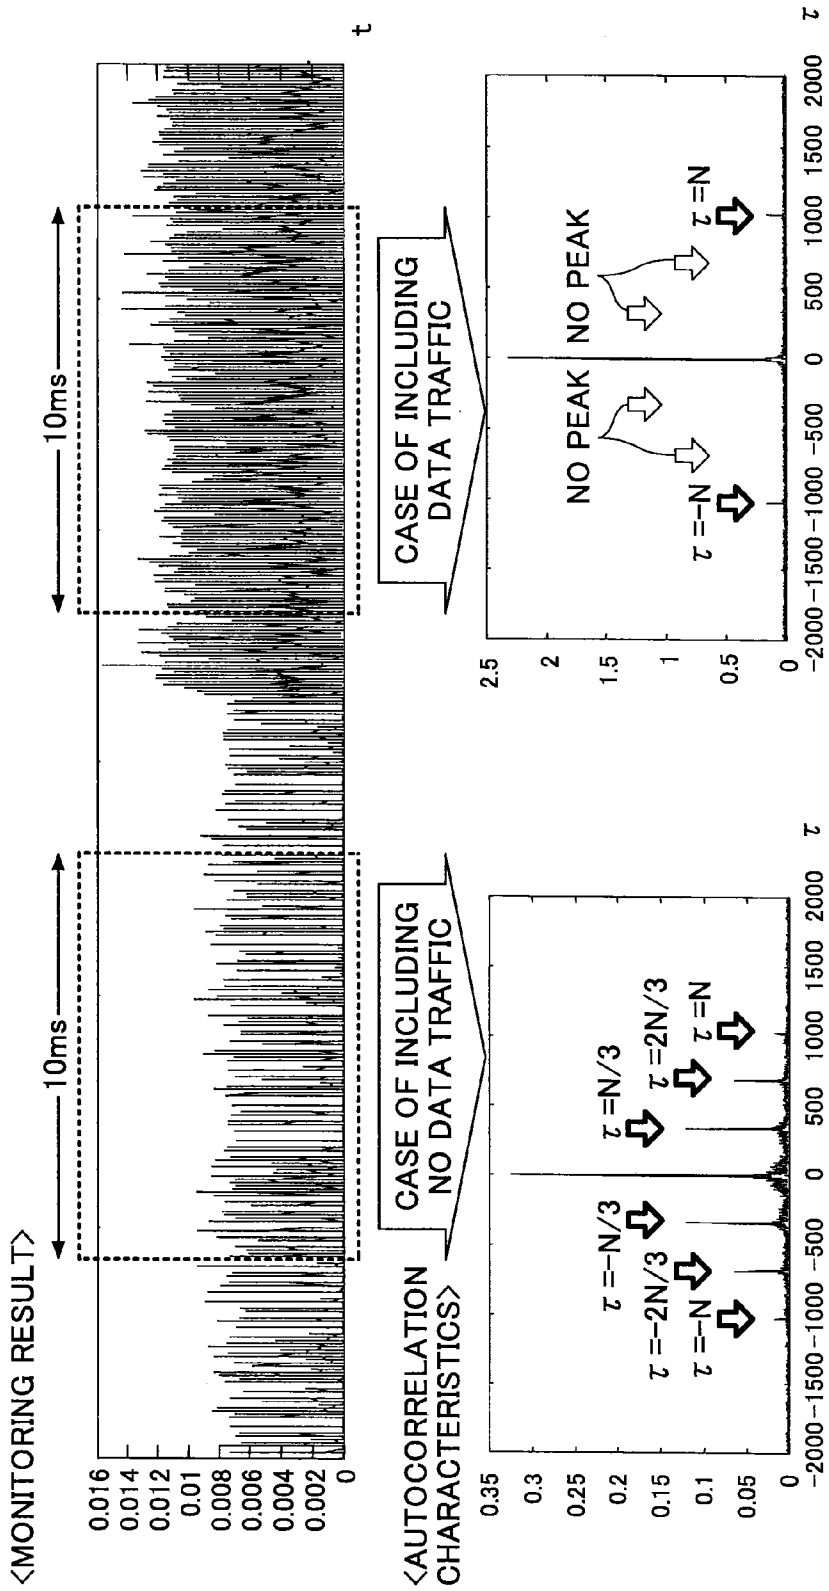 <MONITORING RESULT>
10ms
10ms
0.016
0.014
0.012
0.01
0.008
0.006
0.004
0.002
0
t
<AUTOCORRELATION
CHARACTERISTICS>
CASE OF INCLUDING
NO DATA TRAFFIC
CASE OF INCLUDING
DATA TRAFFIC
0.35
0.3
0.25
0.2
0.15
0.1
0.05
0
τ=-N/3
τ=-2N/3
τ=-N
τ=N/3
τ=2N/3
τ=N
-2000 -1500 -1000 -500 0 500 1000 1500 2000 τ
2.5
2
1.5
1
0.5
0
NO PEAK NO PEAK
τ=-N
τ=N
-2000 -1500 -1000 -500 0 500 1000 1500 2000 τ